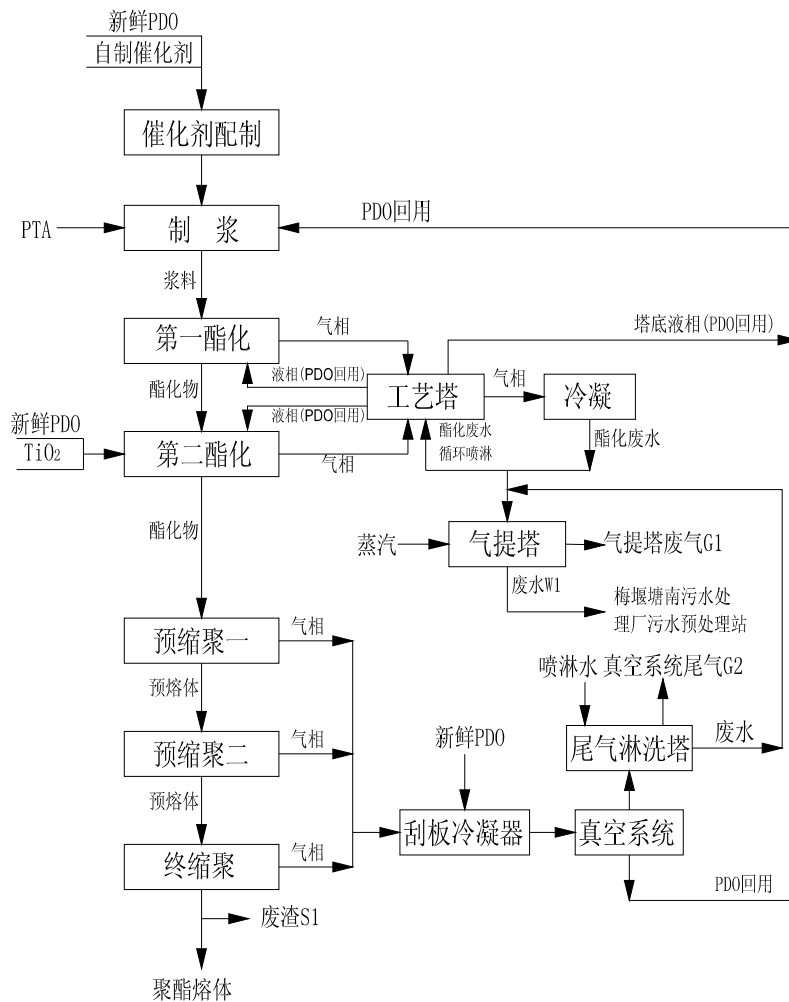 新鲜PDO
自制催化剂
催化剂配制
PDO回用
PTA
制 浆
浆料
第一酯化
气相
塔底液相(PDO回用)
液相(PDO回用)
工艺塔
气相
冷凝
酯化物
液相(PDO回用)
新鲜PDO
TiO₂
第二酯化
气相
酯化废水
循环喷淋
酯化废水
酯化物
蒸汽
气提塔
气提塔废气G1
废水W1
梅堰塘南污水处
理厂污水预处理站
预缩聚一
气相
预熔体
喷淋水
真空系统尾气G2
预缩聚二
气相
新鲜PDO
尾气淋洗塔
废水
预熔体
刮板冷凝器
真空系统
终缩聚
气相
PDO回用
废渣S1
聚酯熔体